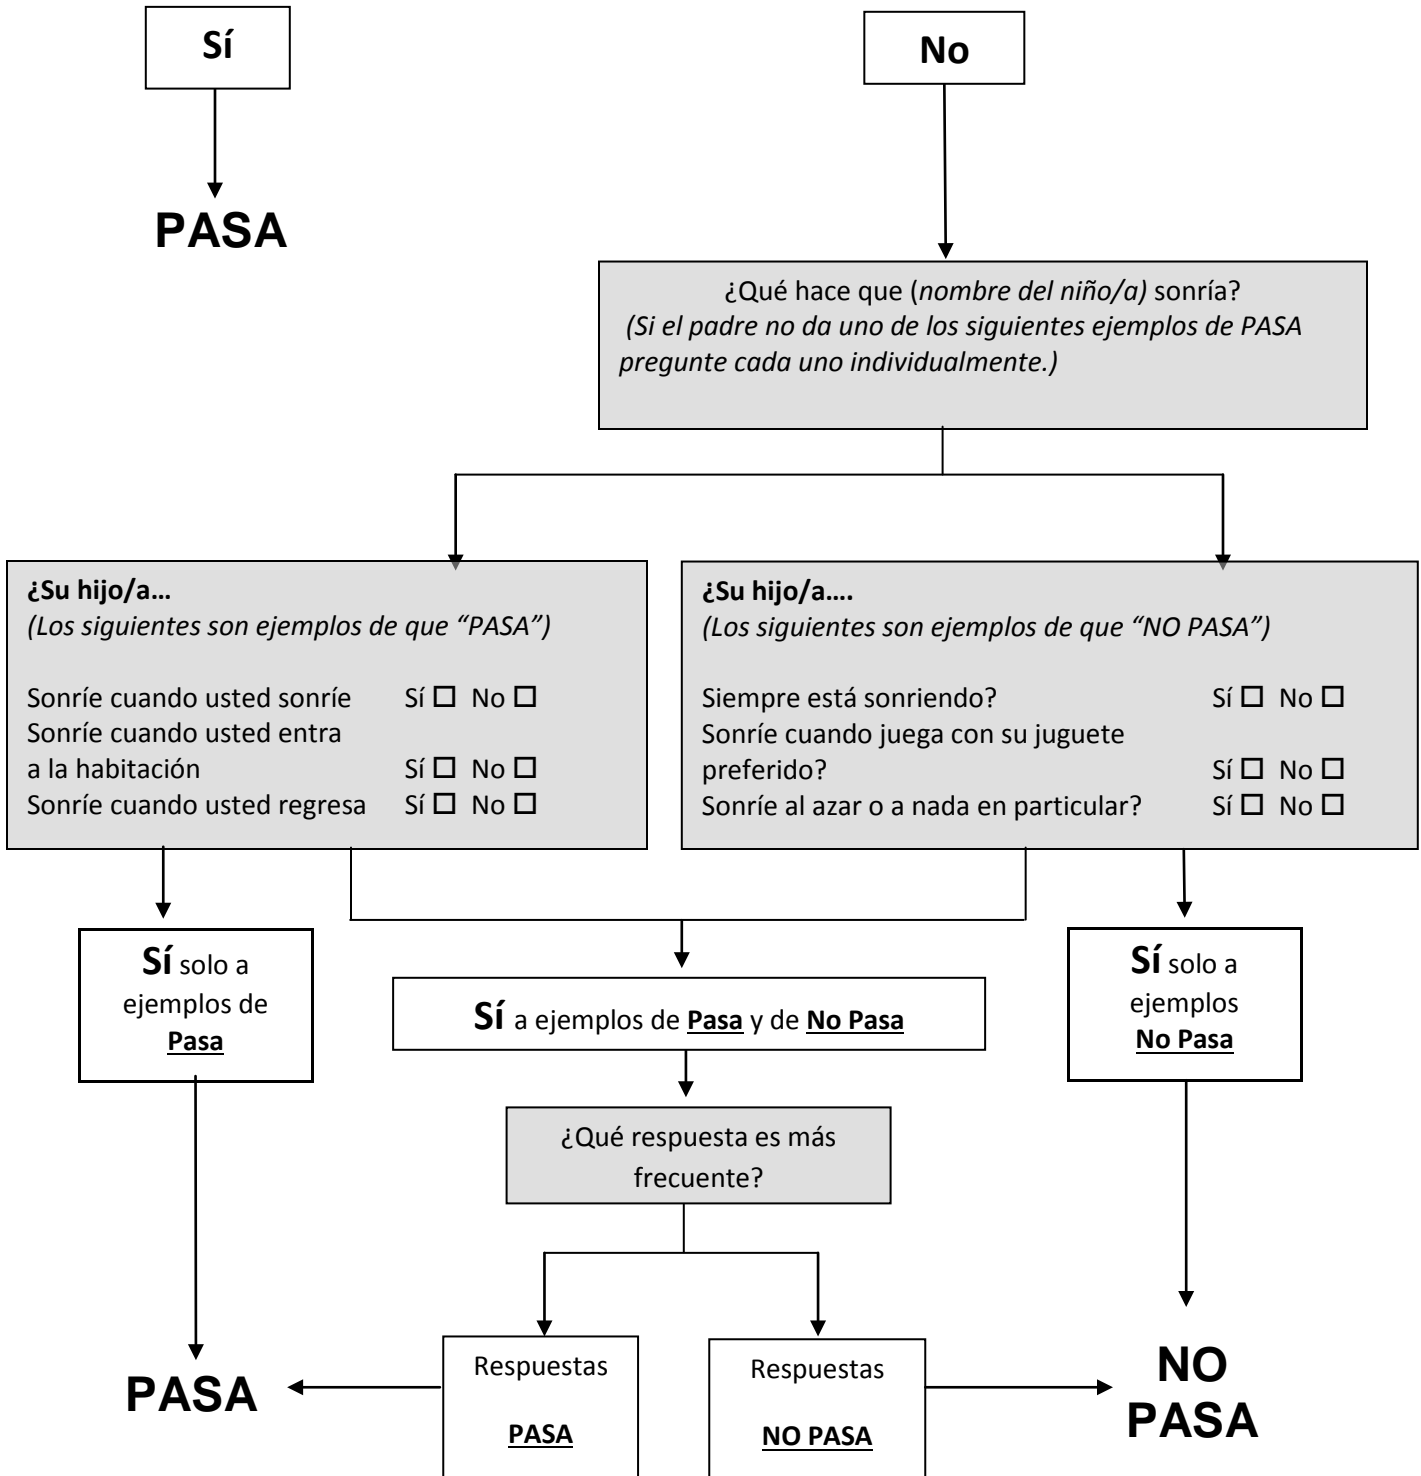 Sí
No
PASA
¿Qué hace que (nombre del niño/a) sonría?
(Si el padre no da uno de los siguientes ejemplos de PASA
pregunte cada uno individualmente.)
¿Su hijo/a…
(Los siguientes son ejemplos de que “PASA”)
Sonríe cuando usted sonríe Sí ☐ No ☐
Sonríe cuando usted entra
a la habitación Sí ☐ No ☐
Sonríe cuando usted regresa Sí ☐ No ☐
¿Su hijo/a….
(Los siguientes son ejemplos de que “NO PASA”)
Siempre está sonriendo? Sí ☐ No ☐
Sonríe cuando juega con su juguete
preferido? Sí ☐ No ☐
Sonríe al azar o a nada en particular? Sí ☐ No ☐
Sí solo a
ejemplos de
Pasa
Sí a ejemplos de Pasa y de No Pasa
Sí solo a
ejemplos
No Pasa
¿Qué respuesta es más
frecuente?
PASA
Respuestas
PASA
Respuestas
NO PASA
NO
PASA